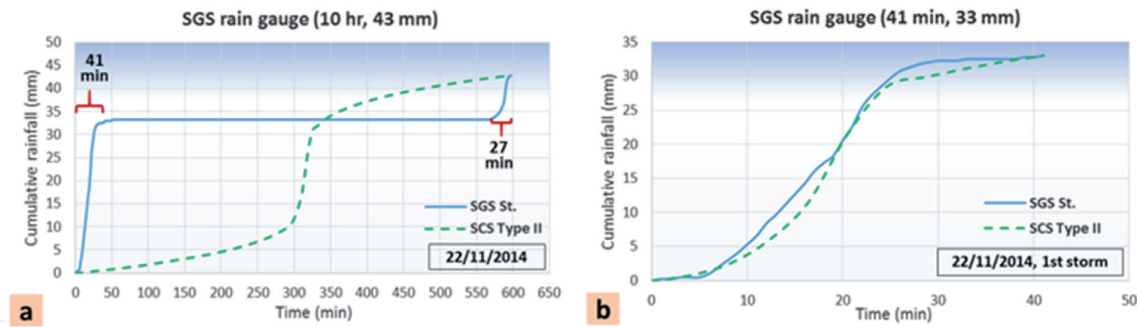 SGS rain gauge (10 hr, 43 mm)
50
45
40
35
30
25
20
15
10
5
0
Cumulative rainfall (mm)
41
min
27
min
SGS St.
SCS Type II
22/11/2014
0 50 100 150 200 250 300 350 400 450 500 550 600 650
Time (min)
a
SGS rain gauge (41 min, 33 mm)
35
30
25
20
15
10
5
0
Cumulative rainfall (mm)
SGS St.
SCS Type II
22/11/2014, 1st storm
0 10 20 30 40 50
Time (min)
b